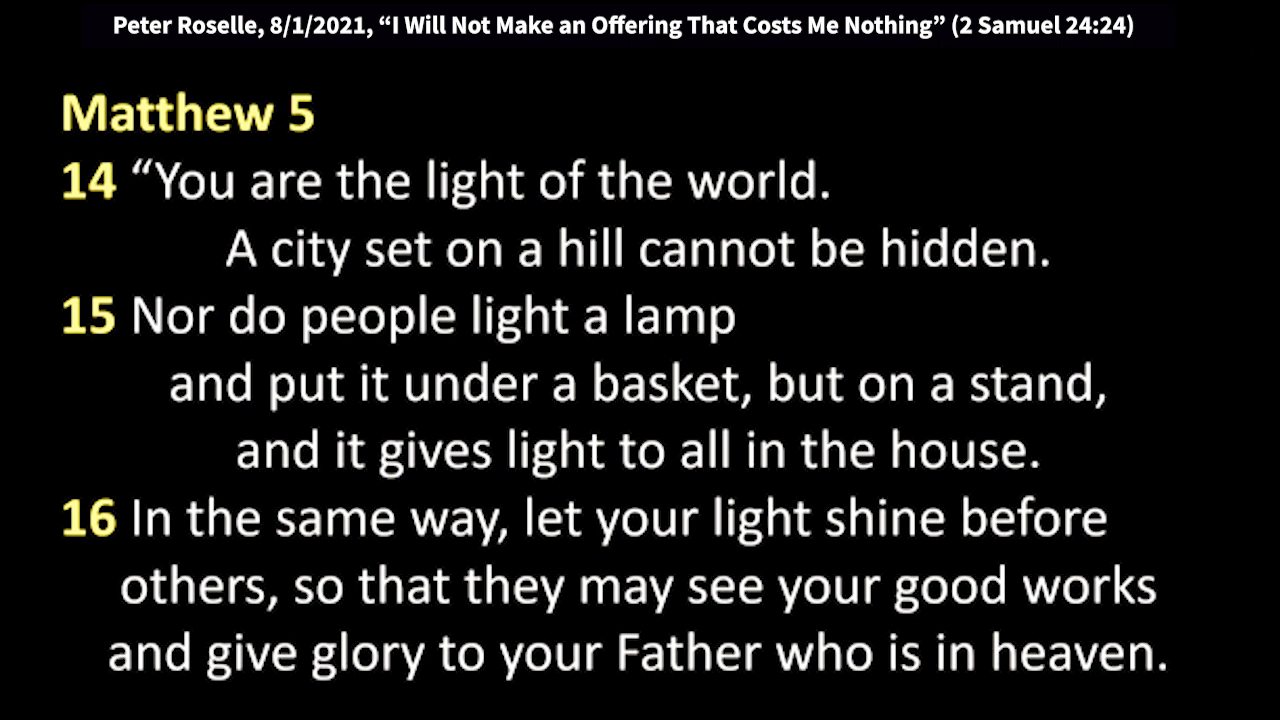 Peter Roselle, 8/1/2021, “I Will Not Make an Offering That Costs Me Nothing” (2 Samuel 24:24)
Matthew 5
14 “You are the light of the world.
A city set on a hill cannot be hidden.
15 Nor do people light a lamp
and put it under a basket, but on a stand,
and it gives light to all in the house.
16 In the same way, let your light shine before
others, so that they may see your good works
and give glory to your Father who is in heaven.